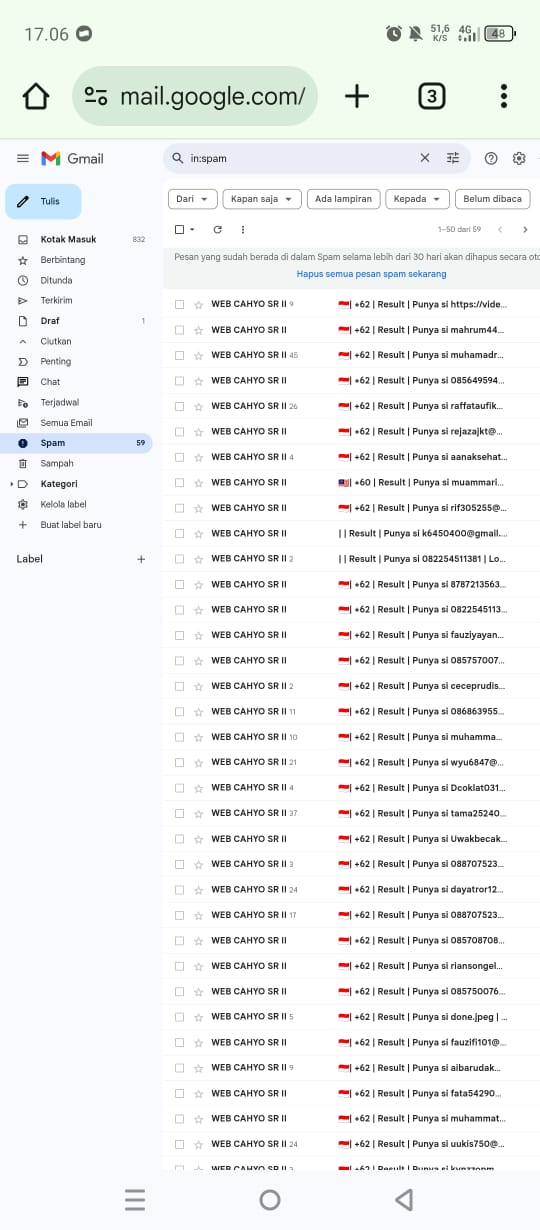 17.06
51,6
K/S
4G
48
mail.google.com/
3
Gmail
in:spam
Tulis
Dari
Kapan saja
Ada lampiran
Kepada
Belum dibaca
1–50 dari 59
Kotak Masuk 832
Berbintang
Ditunda
Terkirim
Draf 1
Ciutkan
Penting
Chat
Terjadwal
Semua Email
Spam 59
Sampah
Kategori
Kelola label
Buat label baru
Label
Pesan yang sudah berada di dalam Spam selama lebih dari 30 hari akan dihapus secara oto
Hapus semua pesan spam sekarang
WEB CAHYO SR II 9 🇮🇩| +62 | Result | Punya si https://vide...
WEB CAHYO SR II 🇮🇩| +62 | Result | Punya si mahrum44...
WEB CAHYO SR II 45 🇮🇩| +62 | Result | Punya si muhamadr...
WEB CAHYO SR II 🇮🇩| +62 | Result | Punya si 085649594...
WEB CAHYO SR II 26 🇮🇩| +62 | Result | Punya si raffataufik...
WEB CAHYO SR II 🇮🇩| +62 | Result | Punya si rejazajkt@...
WEB CAHYO SR II 4 🇮🇩| +62 | Result | Punya si aanaksehat...
WEB CAHYO SR II 🇲🇾| +60 | Result | Punya si muammari...
WEB CAHYO SR II 🇮🇩| +62 | Result | Punya si rif305255@...
WEB CAHYO SR II | | Result | Punya si k6450400@gmail....
WEB CAHYO SR II 2 | | Result | Punya si 082254511381 | Lo...
WEB CAHYO SR II 🇮🇩| +62 | Result | Punya si 8787213563...
WEB CAHYO SR II 🇮🇩| +62 | Result | Punya si 0822545113...
WEB CAHYO SR II 🇮🇩| +62 | Result | Punya si fauziyayan...
WEB CAHYO SR II 🇮🇩| +62 | Result | Punya si 085757007...
WEB CAHYO SR II 2 🇮🇩| +62 | Result | Punya si ceceprudis...
WEB CAHYO SR II 11 🇮🇩| +62 | Result | Punya si 086863955...
WEB CAHYO SR II 10 🇮🇩| +62 | Result | Punya si muhamma...
WEB CAHYO SR II 21 🇮🇩| +62 | Result | Punya si wyu6847@...
WEB CAHYO SR II 4 🇮🇩| +62 | Result | Punya si Dcoklat031...
WEB CAHYO SR II 37 🇮🇩| +62 | Result | Punya si tama25240...
WEB CAHYO SR II 🇮🇩| +62 | Result | Punya si Uwakbecak...
WEB CAHYO SR II 3 🇮🇩| +62 | Result | Punya si 088707523...
WEB CAHYO SR II 24 🇮🇩| +62 | Result | Punya si dayatror12...
WEB CAHYO SR II 17 🇮🇩| +62 | Result | Punya si 088707523...
WEB CAHYO SR II 🇮🇩| +62 | Result | Punya si 085708708...
WEB CAHYO SR II 🇮🇩| +62 | Result | Punya si riansongel...
WEB CAHYO SR II 🇮🇩| +62 | Result | Punya si 085750076...
WEB CAHYO SR II 5 🇮🇩| +62 | Result | Punya si done.jpeg | ...
WEB CAHYO SR II 🇮🇩| +62 | Result | Punya si fauzifi101@...
WEB CAHYO SR II 9 🇮🇩| +62 | Result | Punya si aibarudak...
WEB CAHYO SR II 🇮🇩| +62 | Result | Punya si fata54290...
WEB CAHYO SR II 🇮🇩| +62 | Result | Punya si muhammat...
WEB CAHYO SR II 24 🇮🇩| +62 | Result | Punya si uukis750@...
WEB CAHYO SR II 🇮🇩| +62 | Result | Punya si